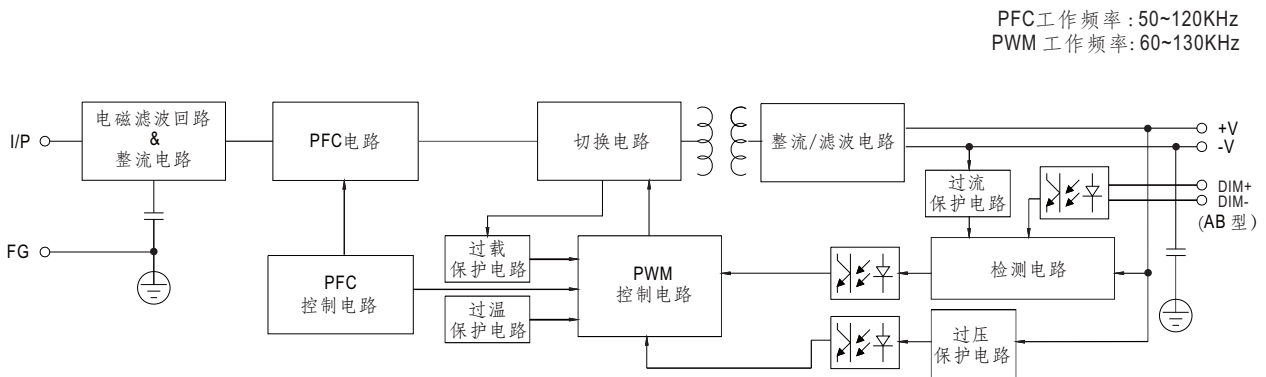 PFC工作频率:50~120KHz
PWM 工作频率:60~130KHz
I/P
电磁滤波回路
&
整流电路
PFC电路
切换电路
整流/滤波电路
+V
-V
过流
保护电路
DIM+
DIM-
(AB 型)
FG
过载
保护电路
PFC
控制电路
PWM
控制电路
检测电路
过温
保护电路
过压
保护电路